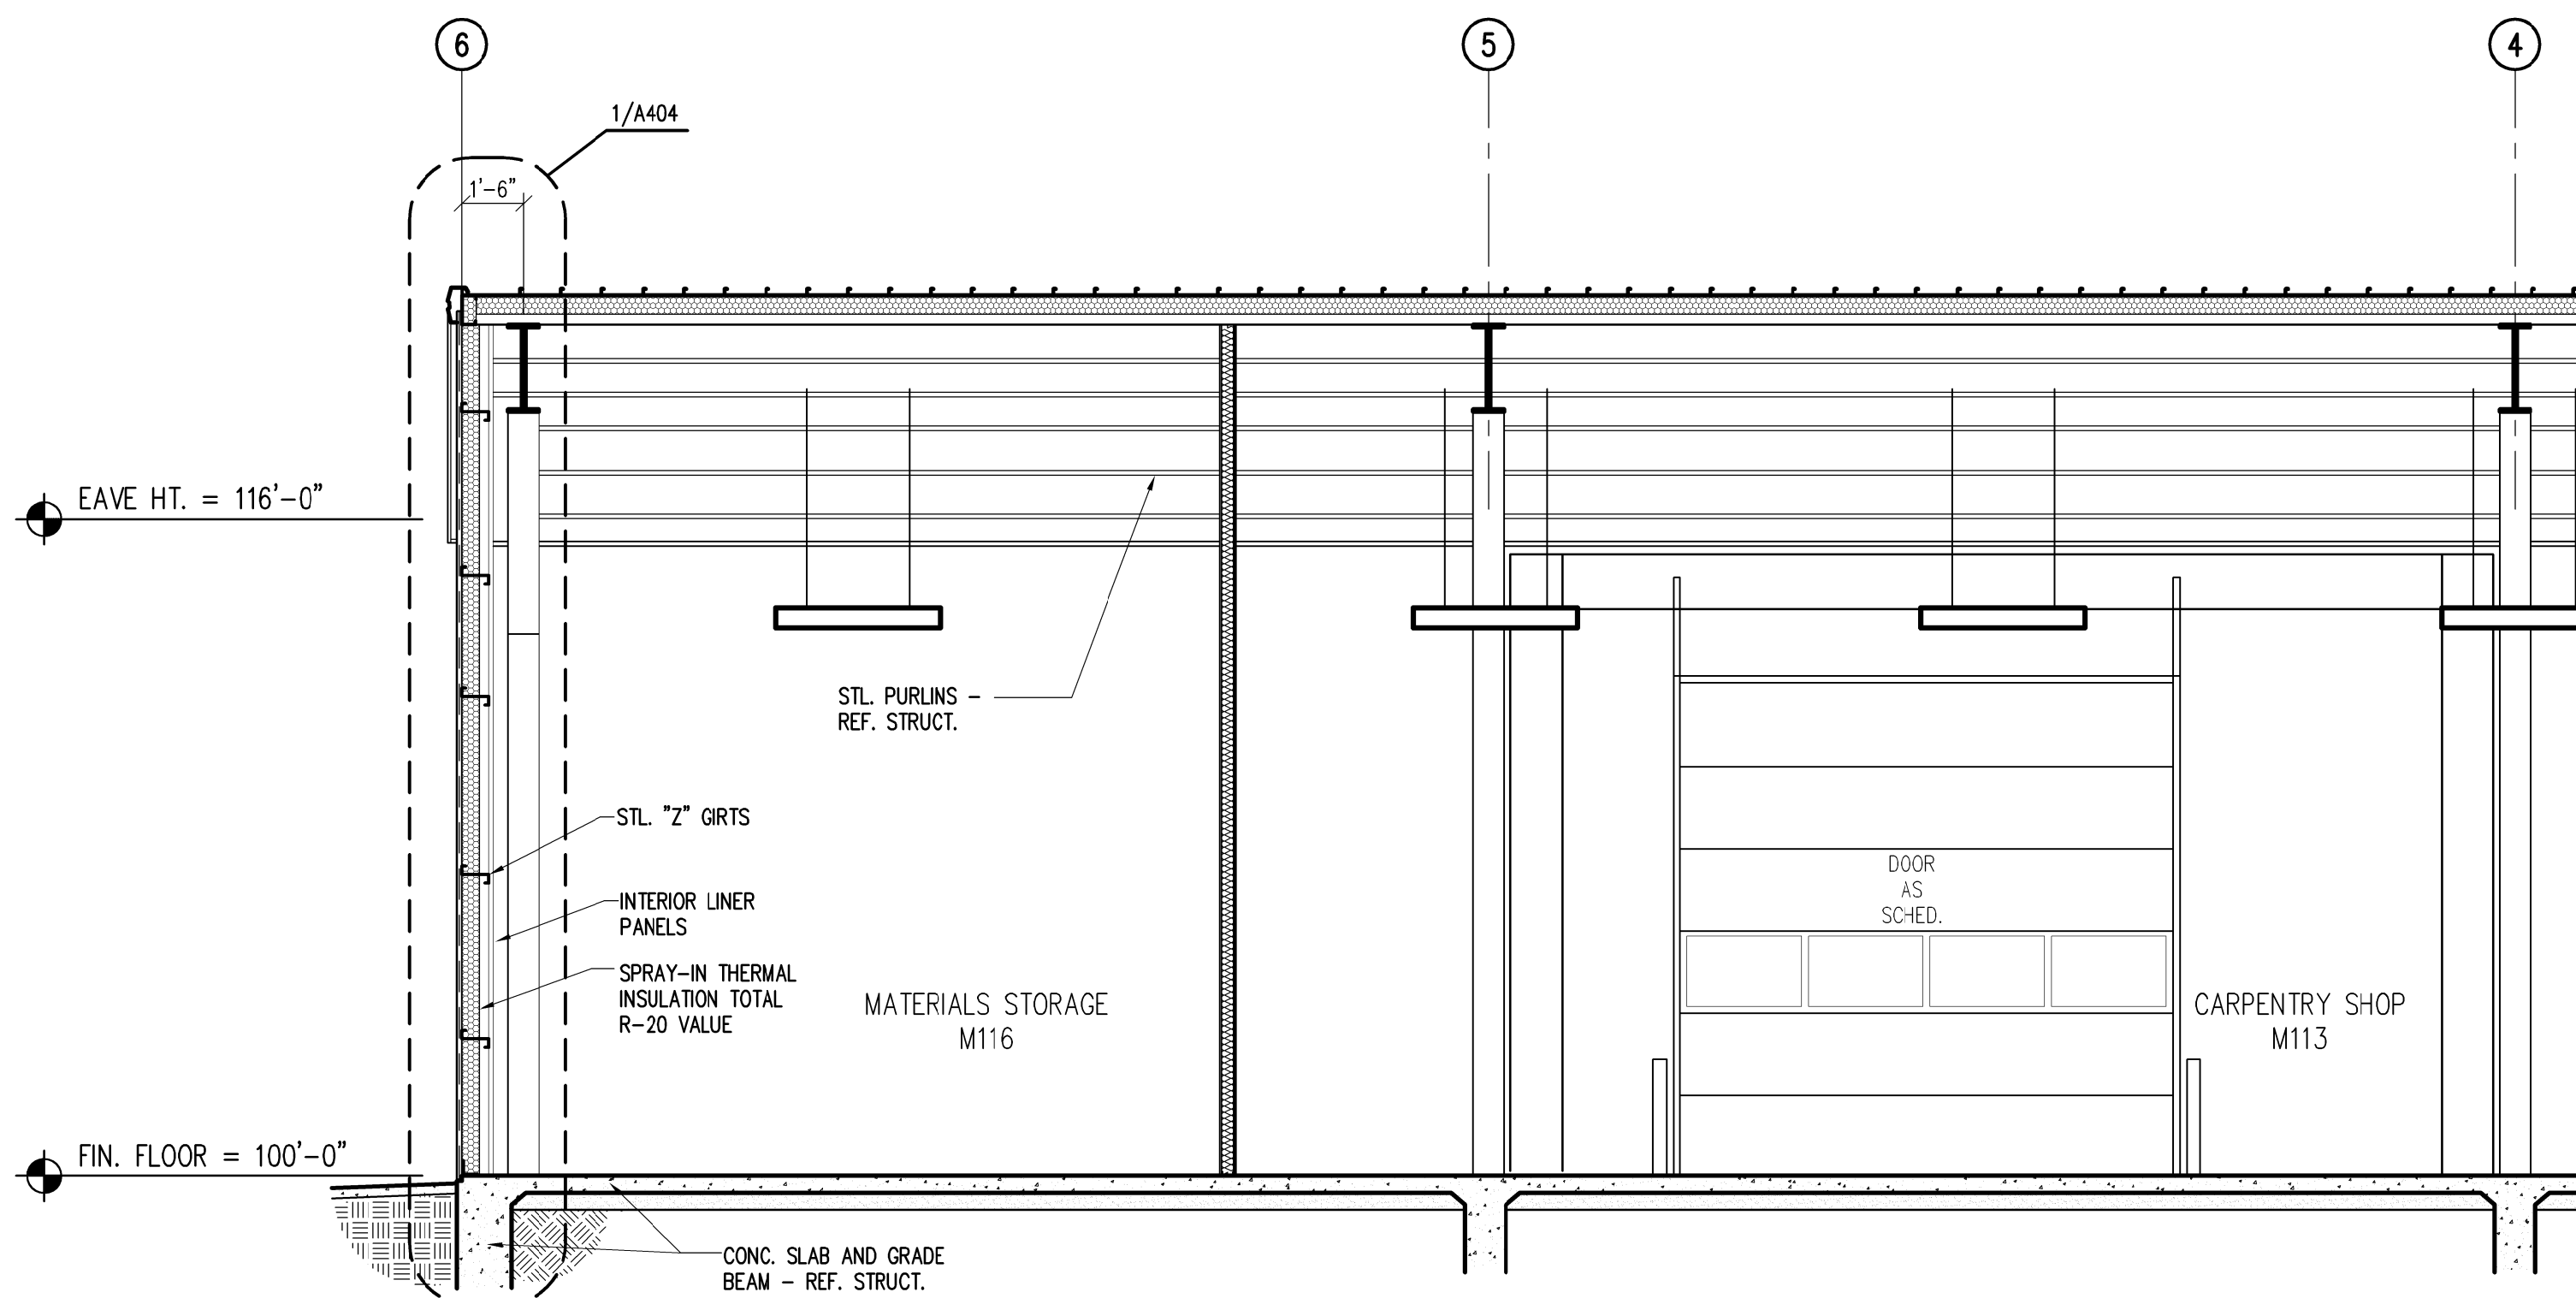 6
5
4
1/A404
1'-6"
EAVE HT. = 116'-0"
STL. PURLINS -
REF. STRUCT.
STL. "Z" GIRTS
DOOR
AS
SCHED.
INTERIOR LINER
PANELS
SPRAY-IN THERMAL
INSULATION TOTAL
R-20 VALUE
MATERIALS STORAGE
M116
CARPENTRY SHOP
M113
FIN. FLOOR = 100'-0"
CONC. SLAB AND GRADE
BEAM - REF. STRUCT.